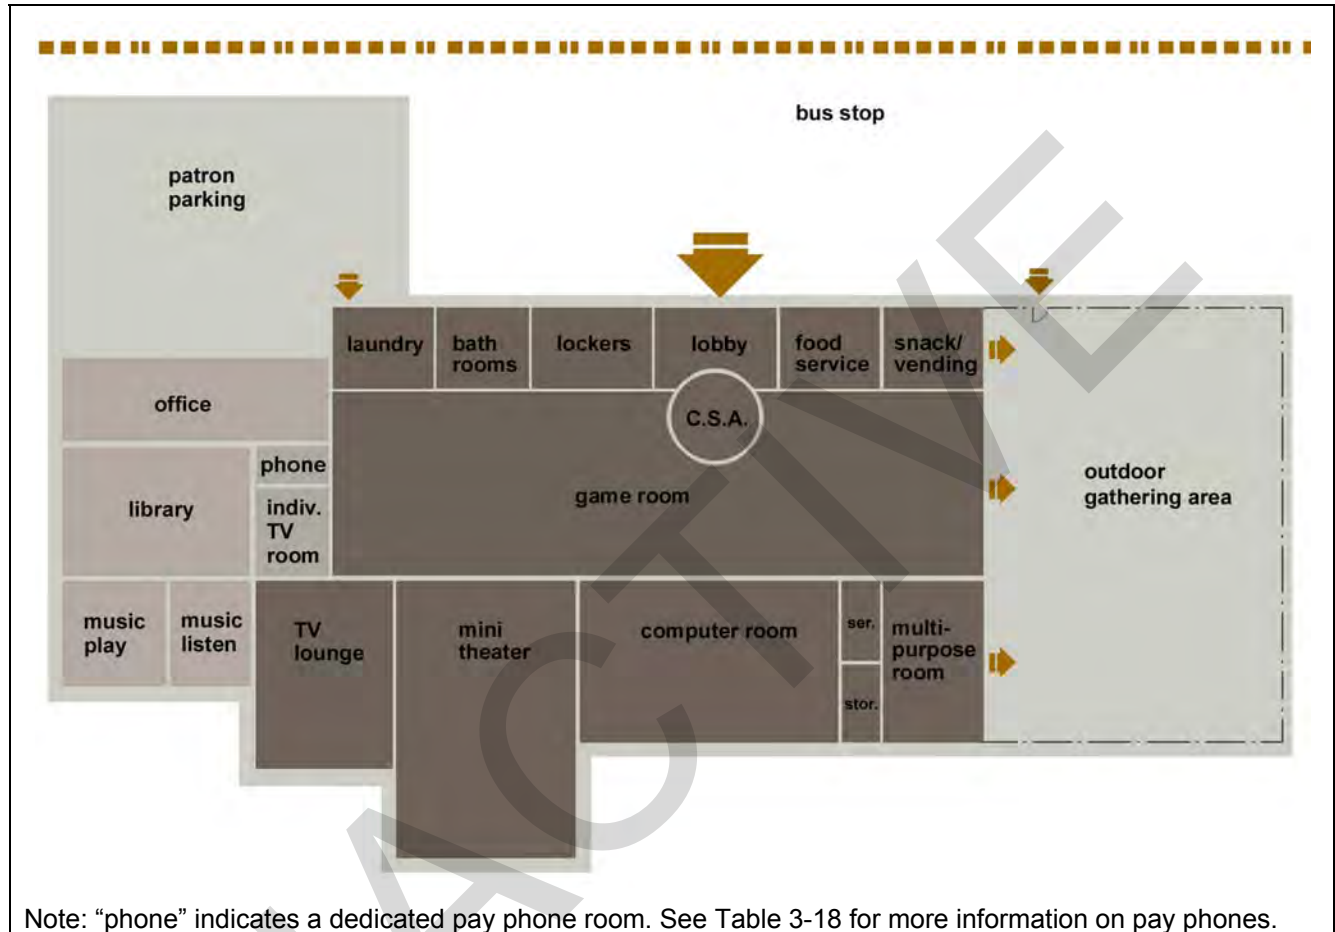 bus stop
patron
parking
laundry
bath
rooms
lockers
lobby
food
service
snack/
vending
office
C.S.A.
phone
library
indiv.
TV
room
game room
outdoor
gathering area
music
play
music
listen
TV
lounge
mini
theater
computer room
ser.
stor.
multi-
purpose
room
ACTIVE
Note: “phone” indicates a dedicated pay phone room. See Table 3-18 for more information on pay phones.